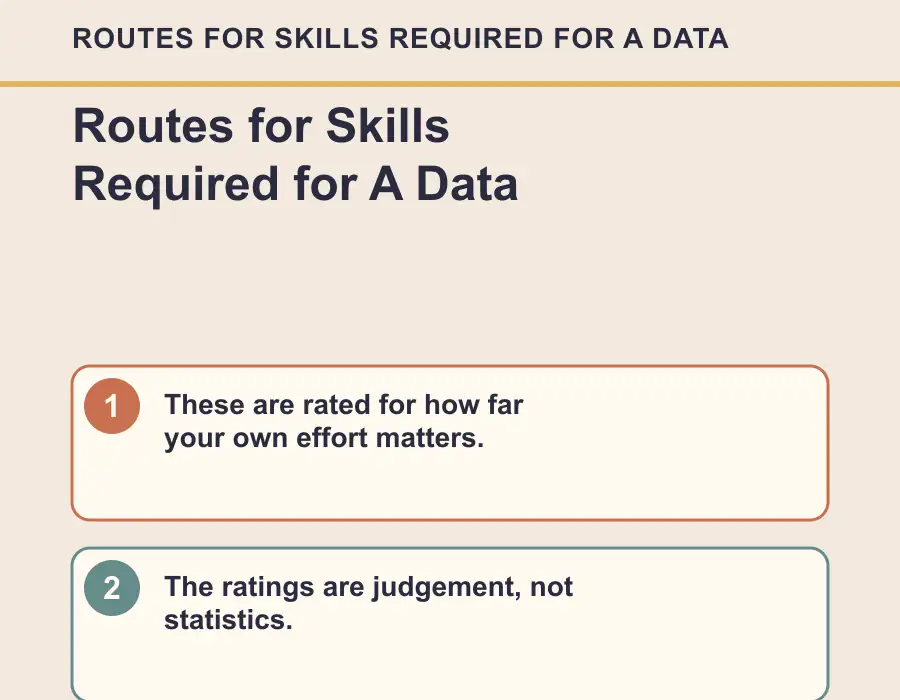 ROUTES FOR SKILLS REQUIRED FOR A DATA
Routes for Skills
Required for A Data
1
These are rated for how far
your own effort matters.
2
The ratings are judgement, not
statistics.